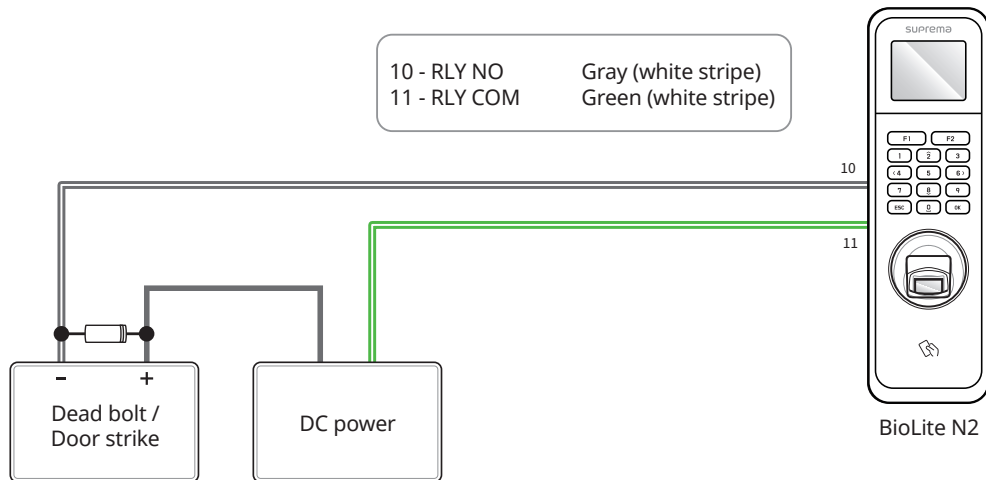 suprema
10 - RLY NO Gray (white stripe)
11 - RLY COM Green (white stripe)
F1 F2
1 2 3
‹4 5 6›
7 8 9
ESC 0 OK
10
11
- +
Dead bolt /
Door strike
DC power
BioLite N2